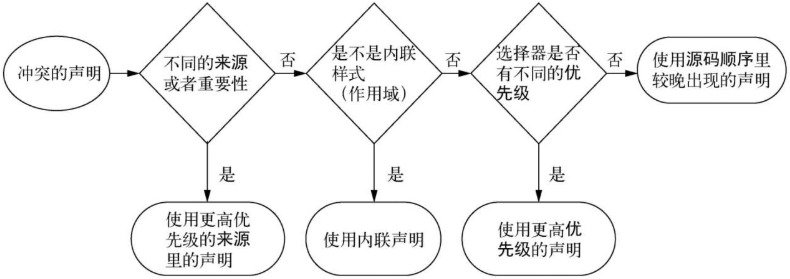 冲突的声明
不同的来源
或者重要性
否
是不是内联
样式
（作用域）
否
选择器是否
有不同的优
先级
否
使用源码顺序里
较晚出现的声明
是
是
是
使用更高优
先级的来源
里的声明
使用内联声明
使用更高优
先级的声明